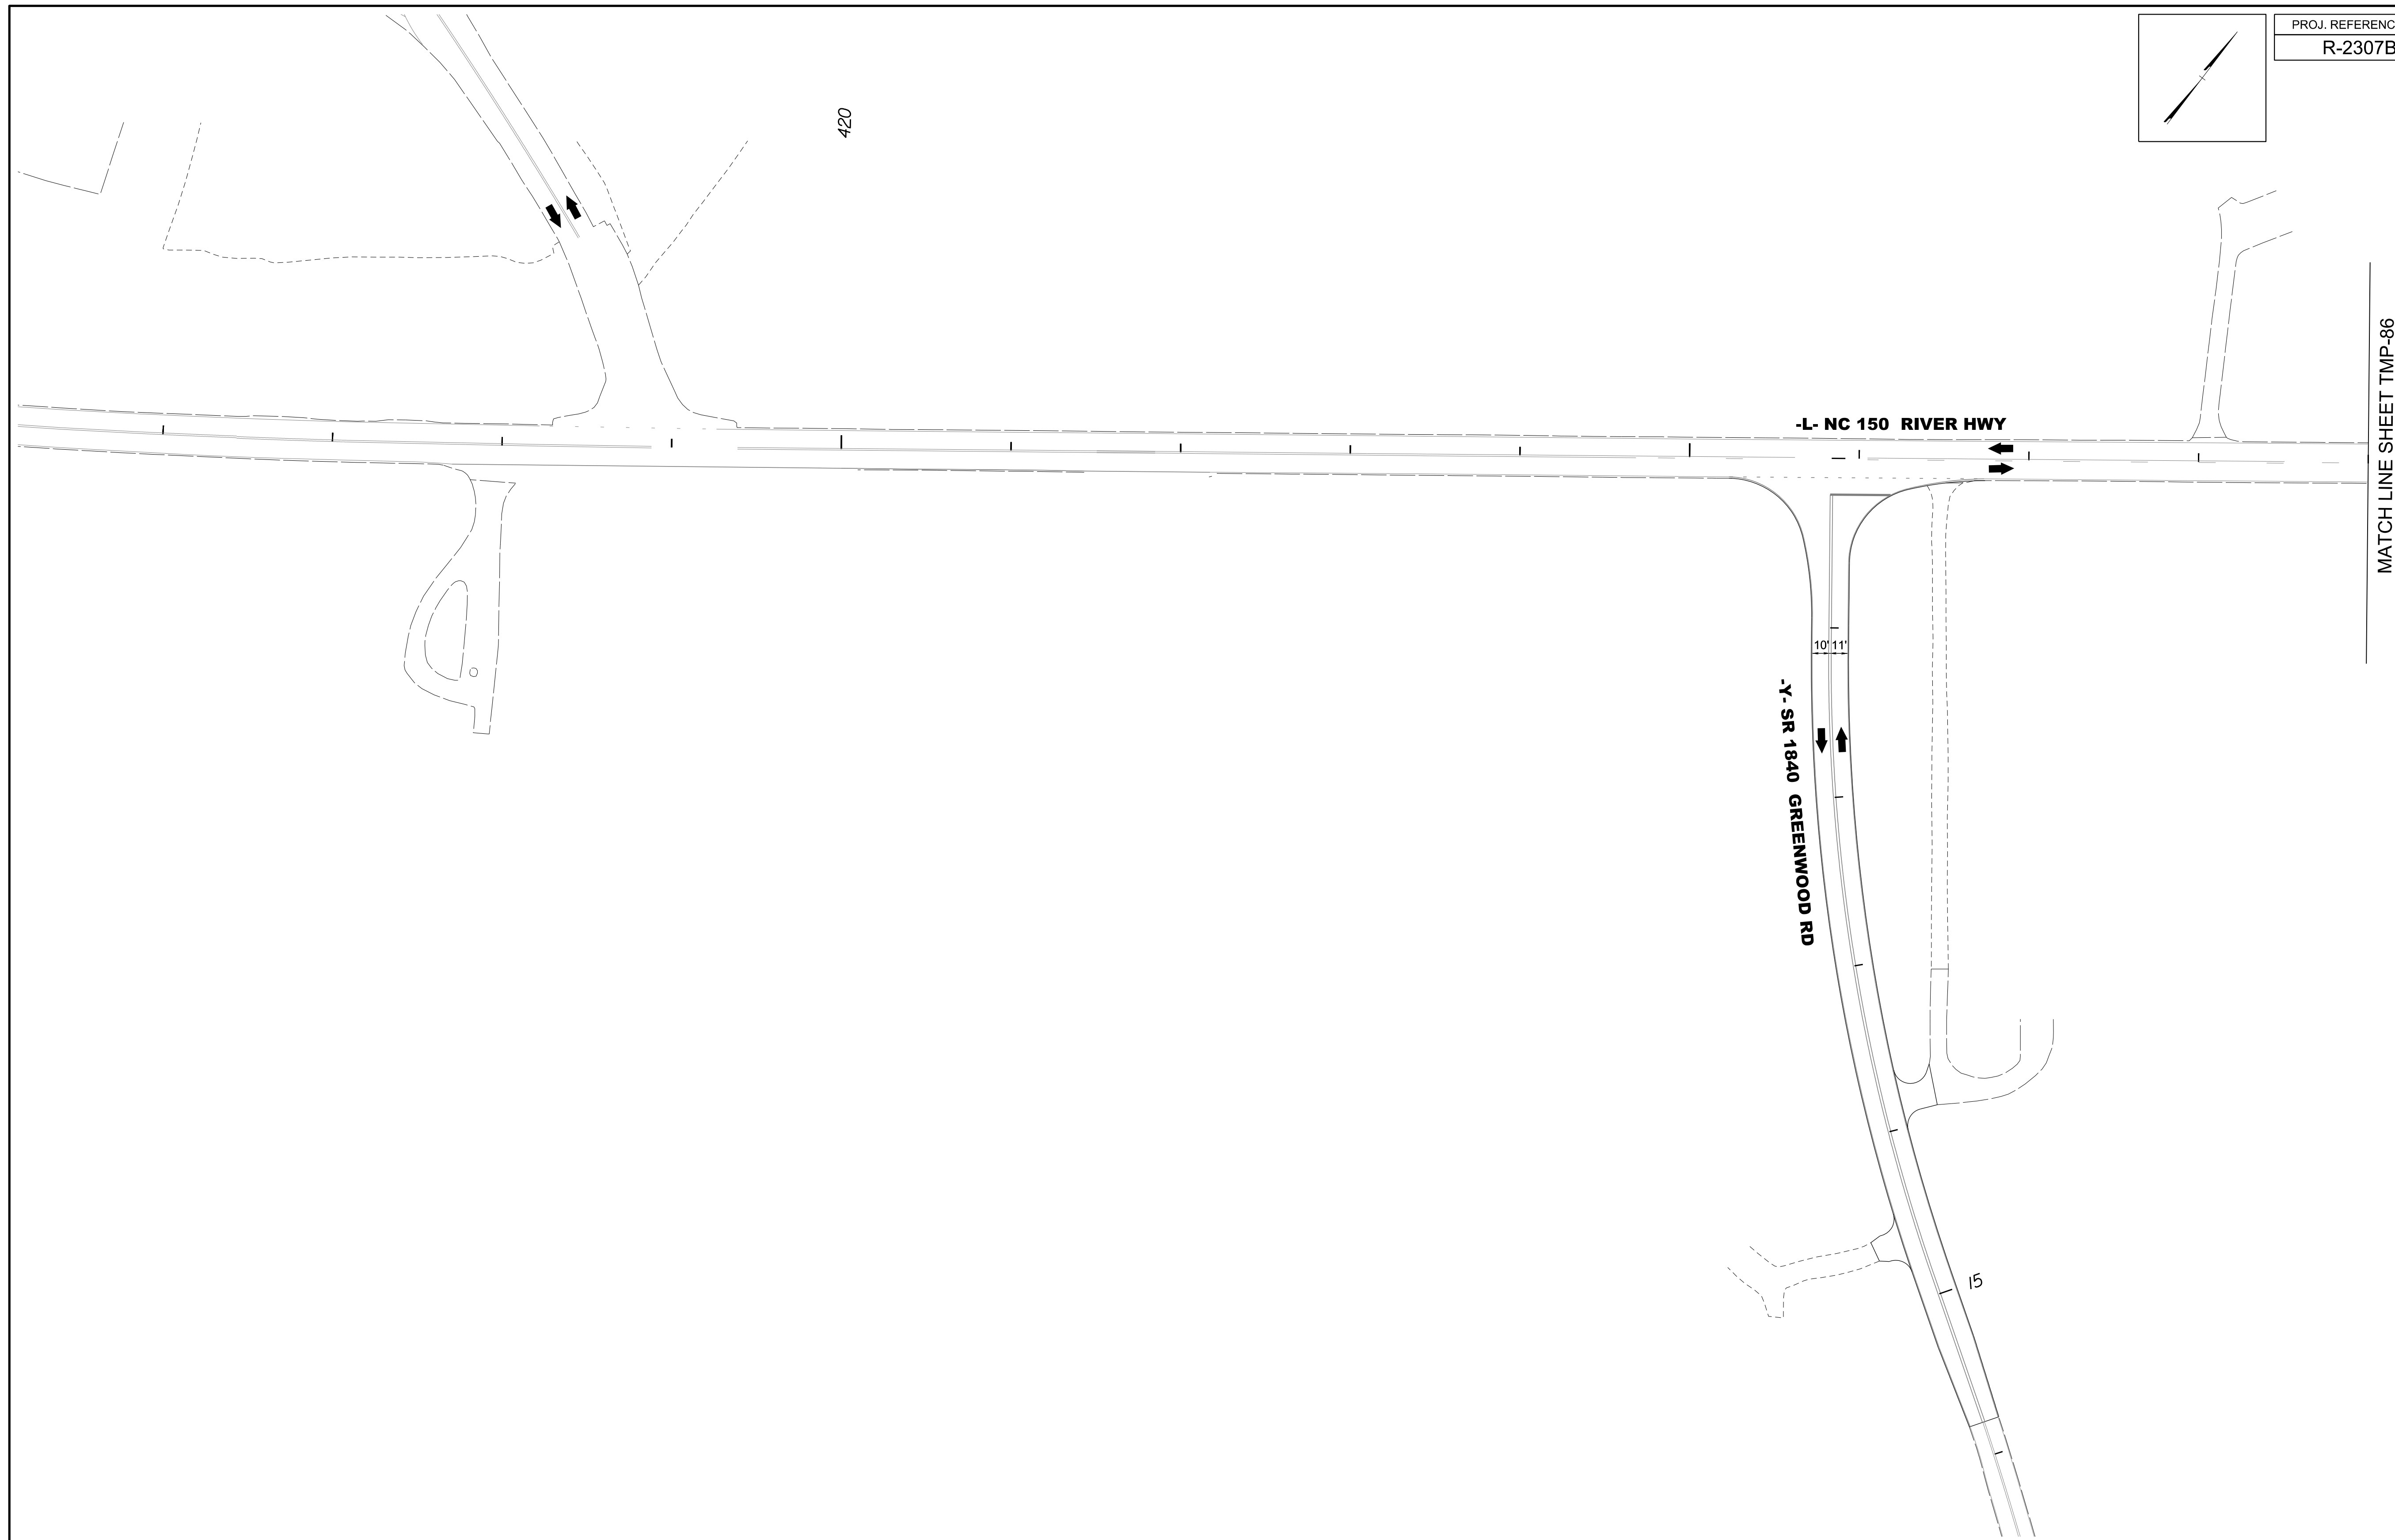 PROJ. REFERENC
R-2307B
420
-L- NC 150 RIVER HWY
MATCH LINE SHEET TMP-86
10' 11'
-Y- SR 1840 GREENWOOD RD
15